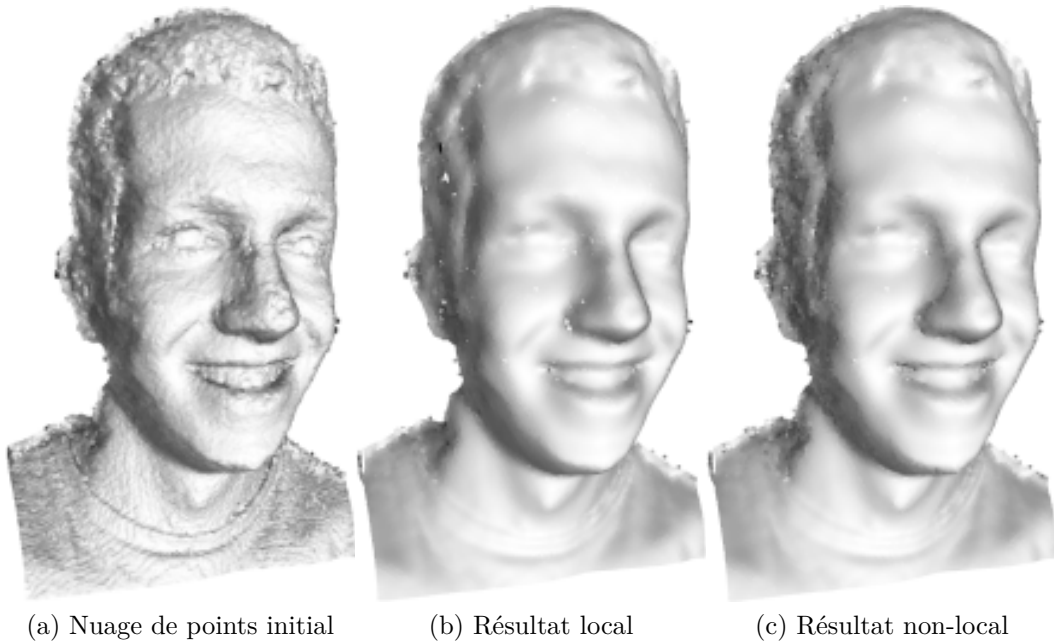 (a) Nuage de points initial
(b) Résultat local
(c) Résultat non-local